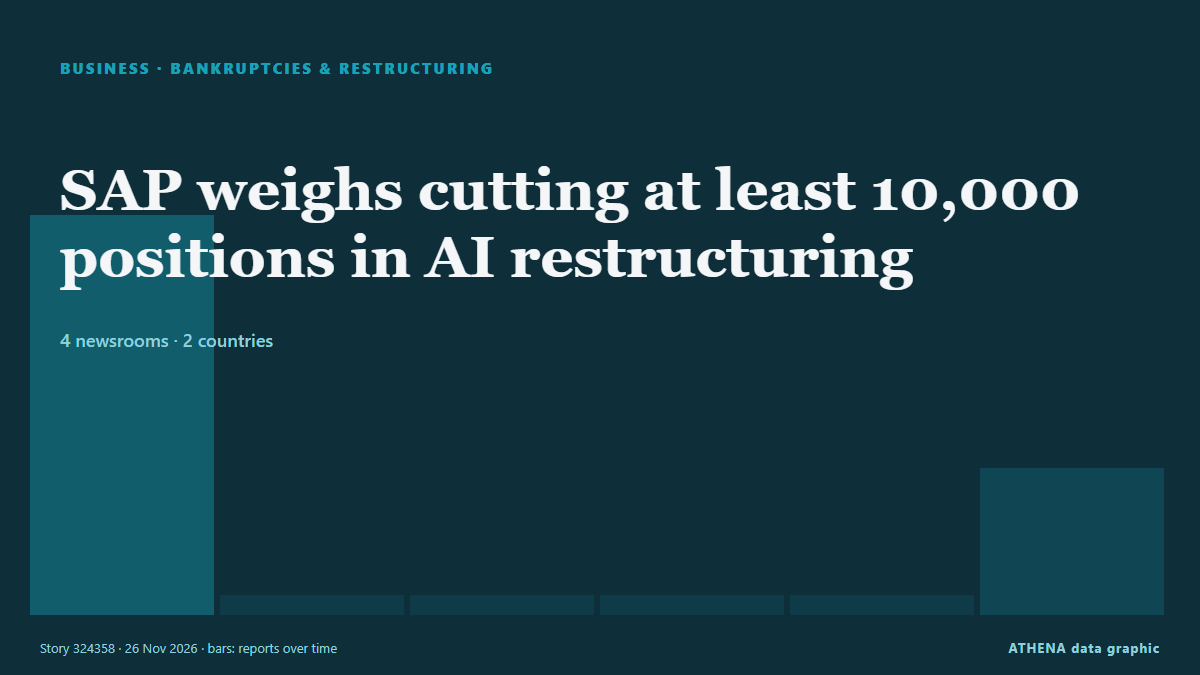 BUSINESS · BANKRUPTCIES & RESTRUCTURING
SAP weighs cutting at least 10,000
positions in AI restructuring
4 newsrooms · 2 countries
Story 324358 · 26 Nov 2026 · bars: reports over time
ATHENA data graphic